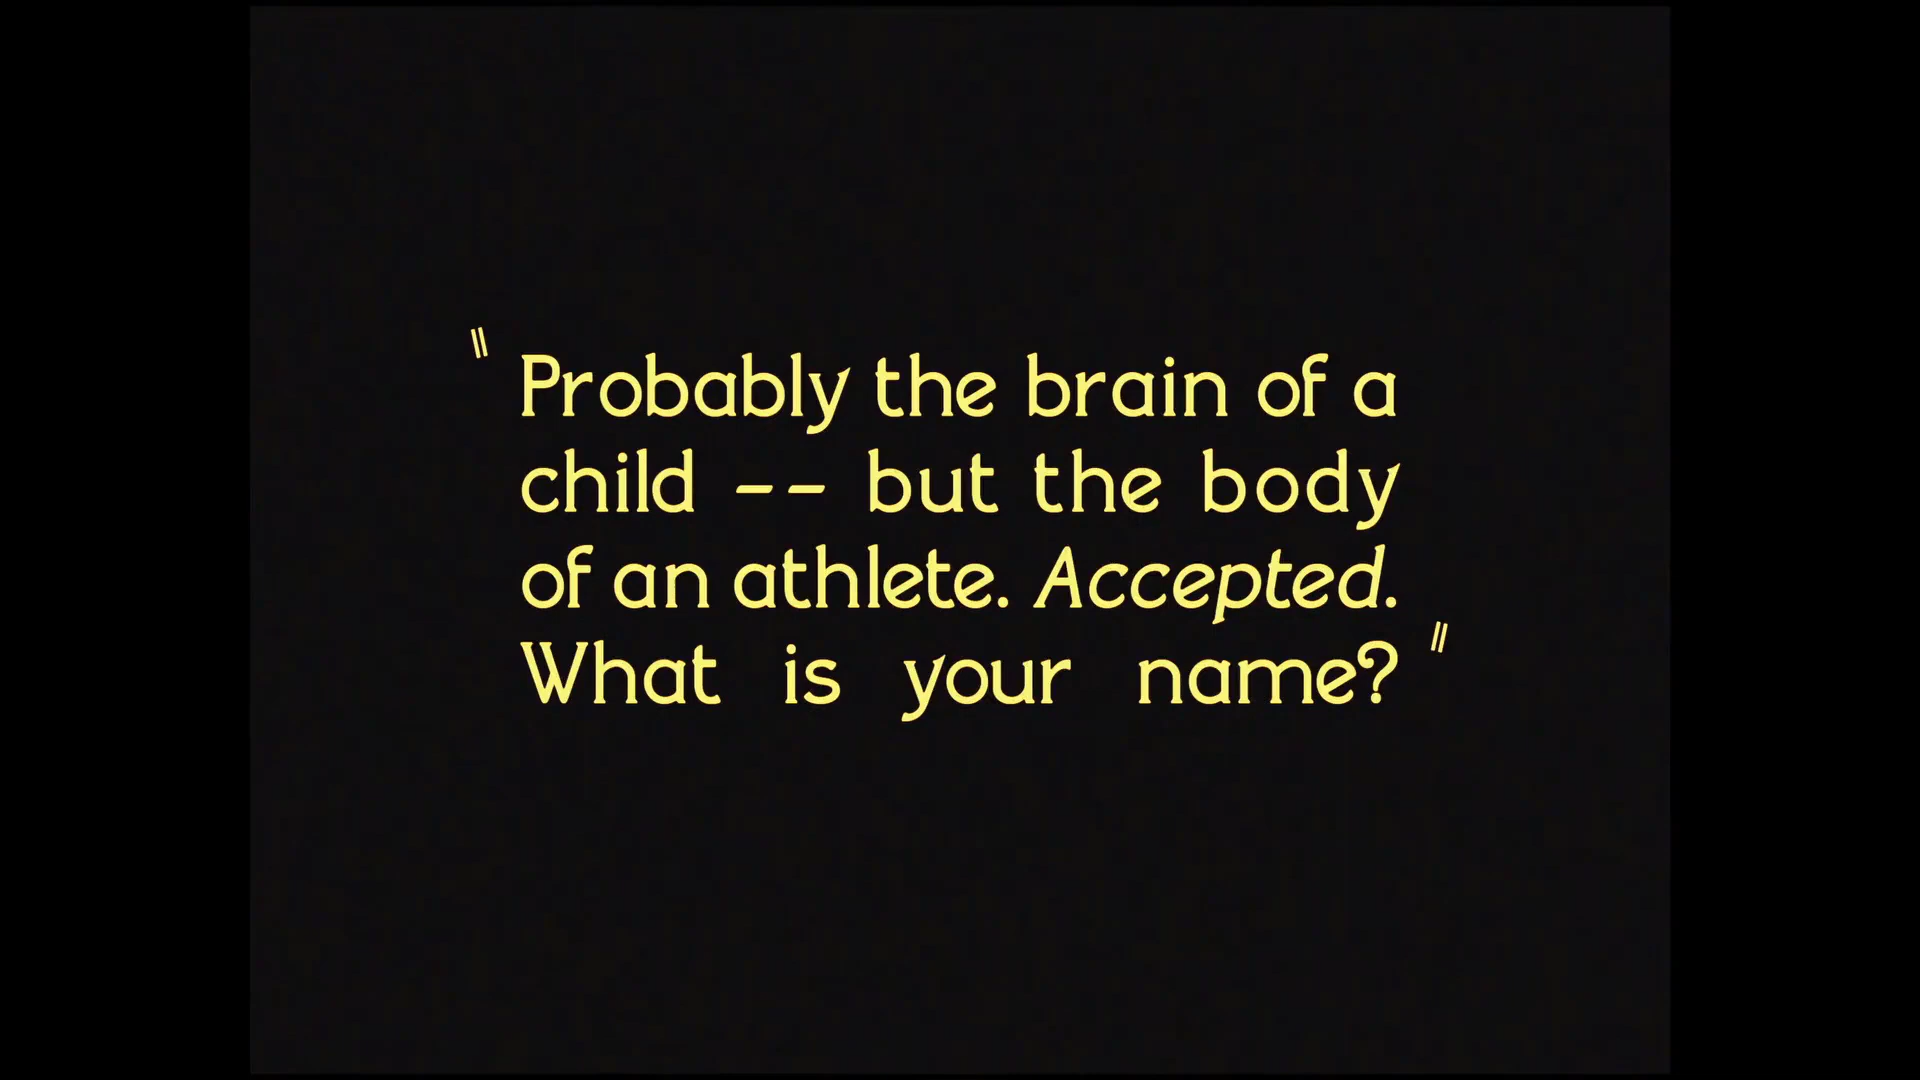 "Probably the brain of a
child -- but the body
of an athlete. Accepted.
What is your name?"